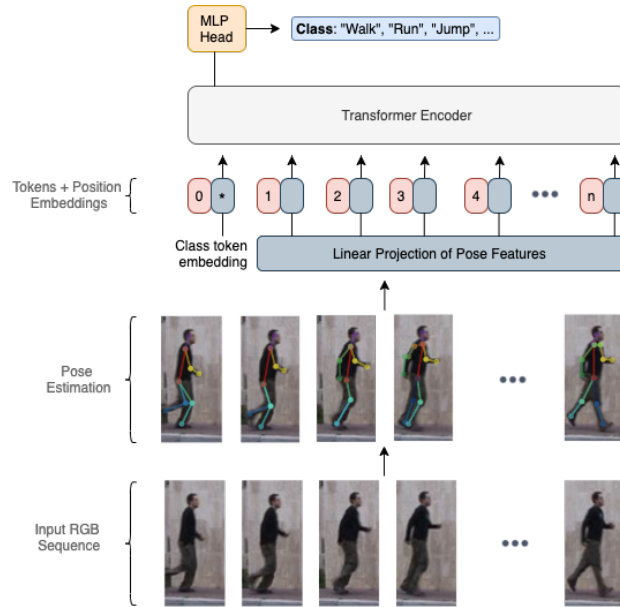 MLP
Head
Class: "Walk", "Run", "Jump", ...
Transformer Encoder
Tokens + Position
Embeddings
0 * 1 2 3 4 ••• n
Class token
embedding
Linear Projection of Pose Features
Pose
Estimation
•••
Input RGB
Sequence
•••